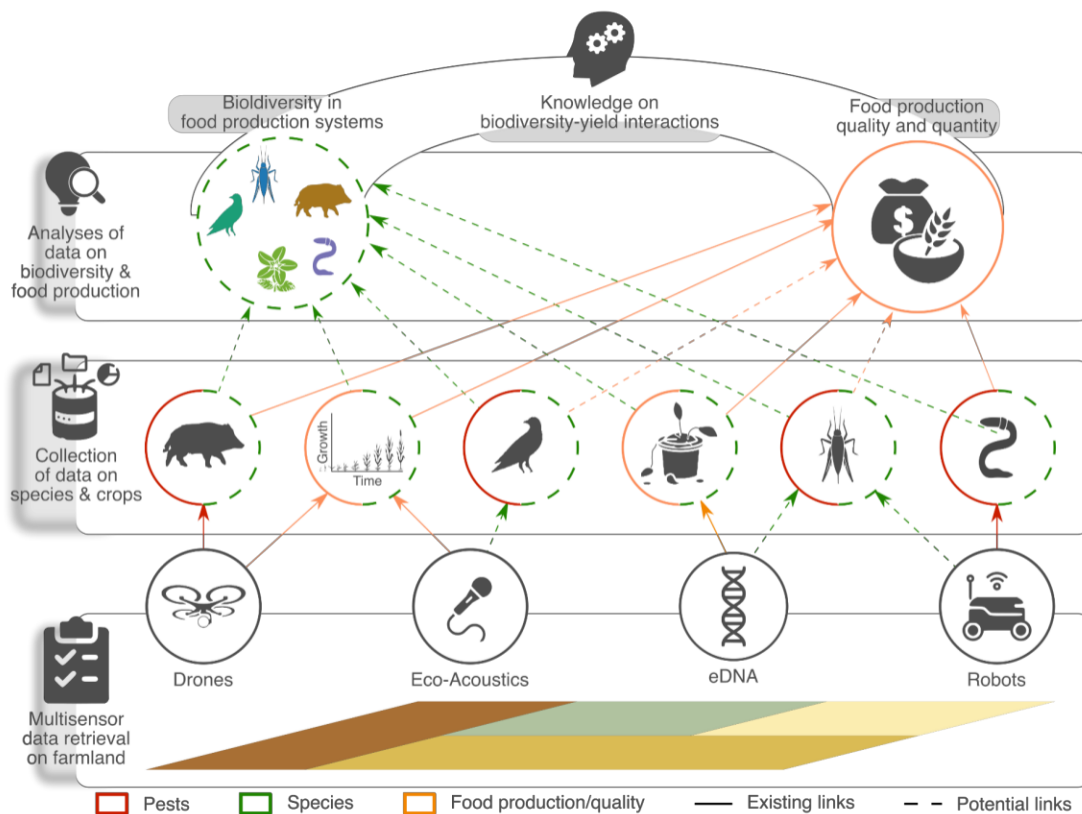 Bioldiversity in
food production systems
Knowledge on
biodiversity-yield interactions
Food production
quality and quantity
Analyses of
data on
biodiversity &
food production
$
Collection
of data on
species & crops
Growth
Time
Drones
Eco-Acoustics
eDNA
Robots
Multisensor
data retrieval
on farmland
Pests
Species
Food production/quality
Existing links
Potential links